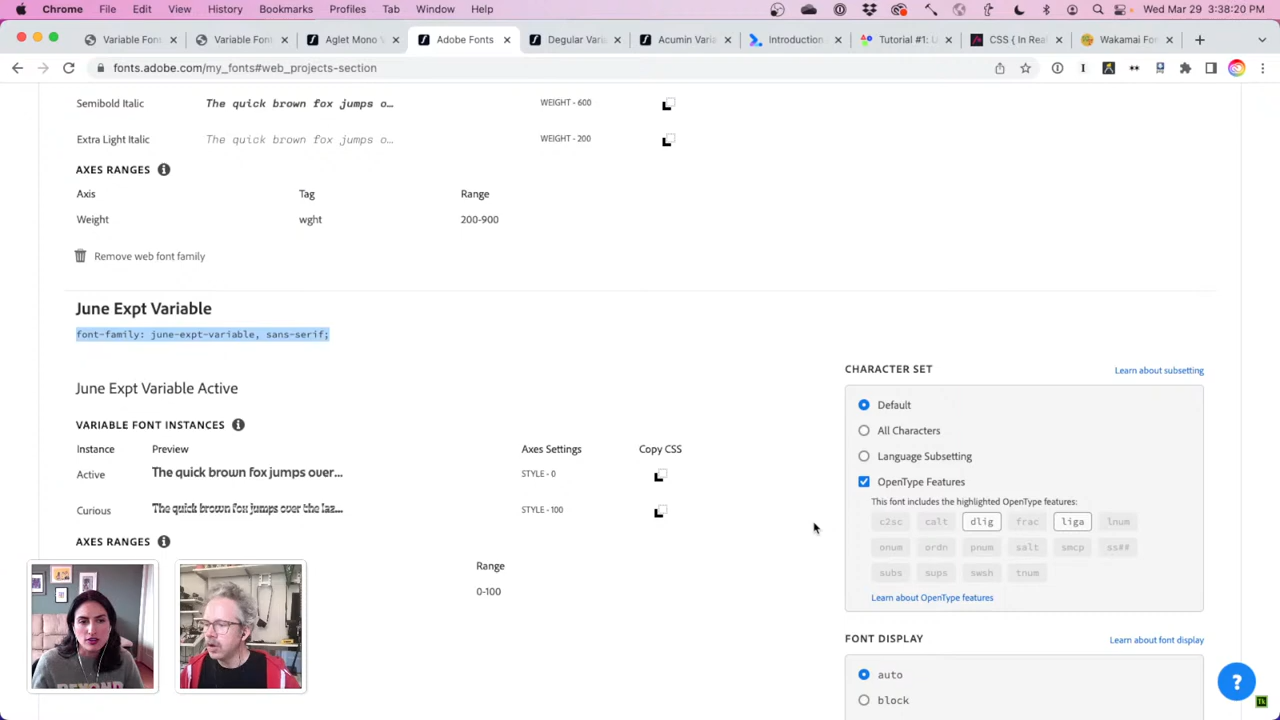 Chrome File Edit View History Bookmarks Profiles Tab Window Help Wed Mar 29 3:38:20 PM
Variable Fon Variable Font Aglet Mono V Adobe Fonts Degular Vari Acumin Varia Introduction Tutorial #1: L CSS { In Rea Wakamai Fon
fonts.adobe.com/my_fonts#web_projects-section
Semibold Italic The quick brown fox jumps o... WEIGHT - 600
Extra Light Italic The quick brown fox jumps o... WEIGHT - 200
AXES RANGES
Axis Tag Range
Weight wght 200-900
Remove web font family
June Expt Variable
font-family: june-expt-variable, sans-serif;
June Expt Variable Active
VARIABLE FONT INSTANCES
Instance Preview Axes Settings Copy CSS
Active The quick brown fox jumps over... STYLE - 0
Curious The quick brown fox jumps over the laz... STYLE - 100
AXES RANGES
Range
0-100
CHARACTER SET Learn about subsetting
Default
All Characters
Language Subsetting
OpenType Features
This font includes the highlighted OpenType features:
c2sc calt dlig frac liga lnum
onum ordn pnum salt smcp ss##
subs sups swsh tnum
Learn about OpenType features
FONT DISPLAY Learn about font display
auto
block
?
BEYOND